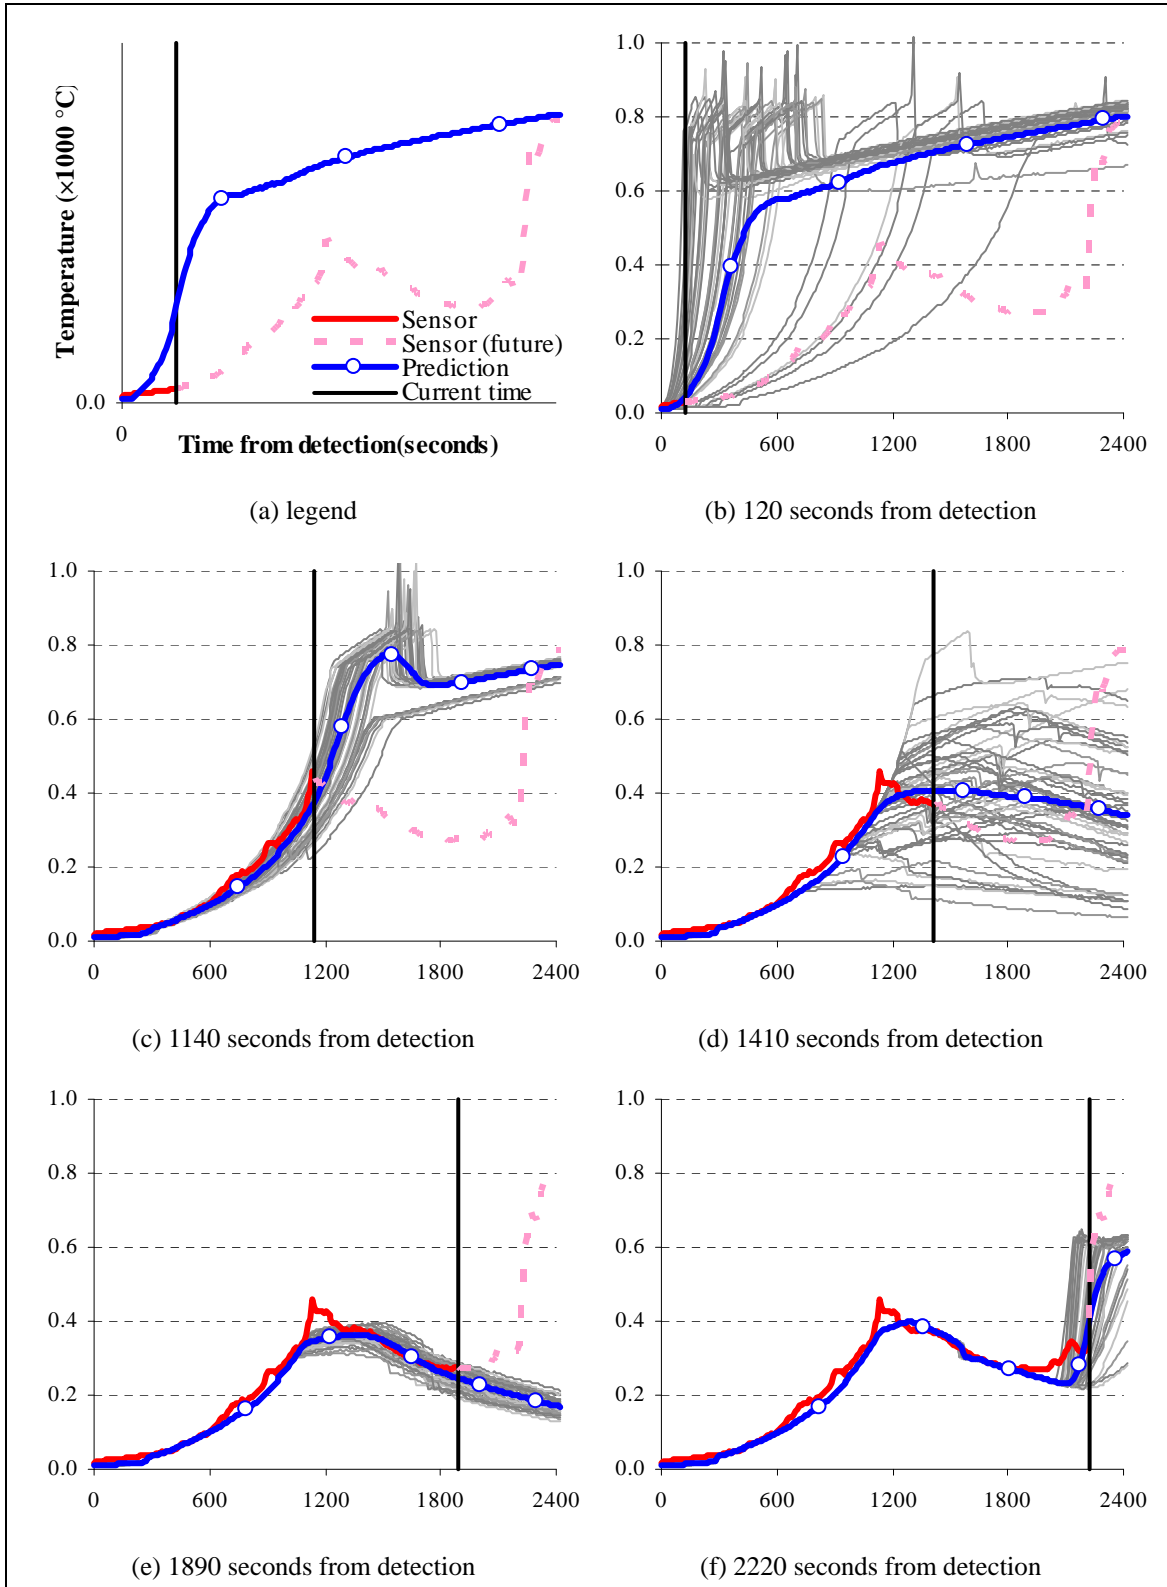 Temperature (×1000 °C)
0.0
0
Sensor
Sensor (future)
Prediction
Current time
Time from detection(seconds)
(a) legend
1.0
0.8
0.6
0.4
0.2
0.0
0 600 1200 1800 2400
(b) 120 seconds from detection
1.0
0.8
0.6
0.4
0.2
0.0
0 600 1200 1800 2400
(c) 1140 seconds from detection
1.0
0.8
0.6
0.4
0.2
0.0
0 600 1200 1800 2400
(d) 1410 seconds from detection
1.0
0.8
0.6
0.4
0.2
0.0
0 600 1200 1800 2400
(e) 1890 seconds from detection
1.0
0.8
0.6
0.4
0.2
0.0
0 600 1200 1800 2400
(f) 2220 seconds from detection